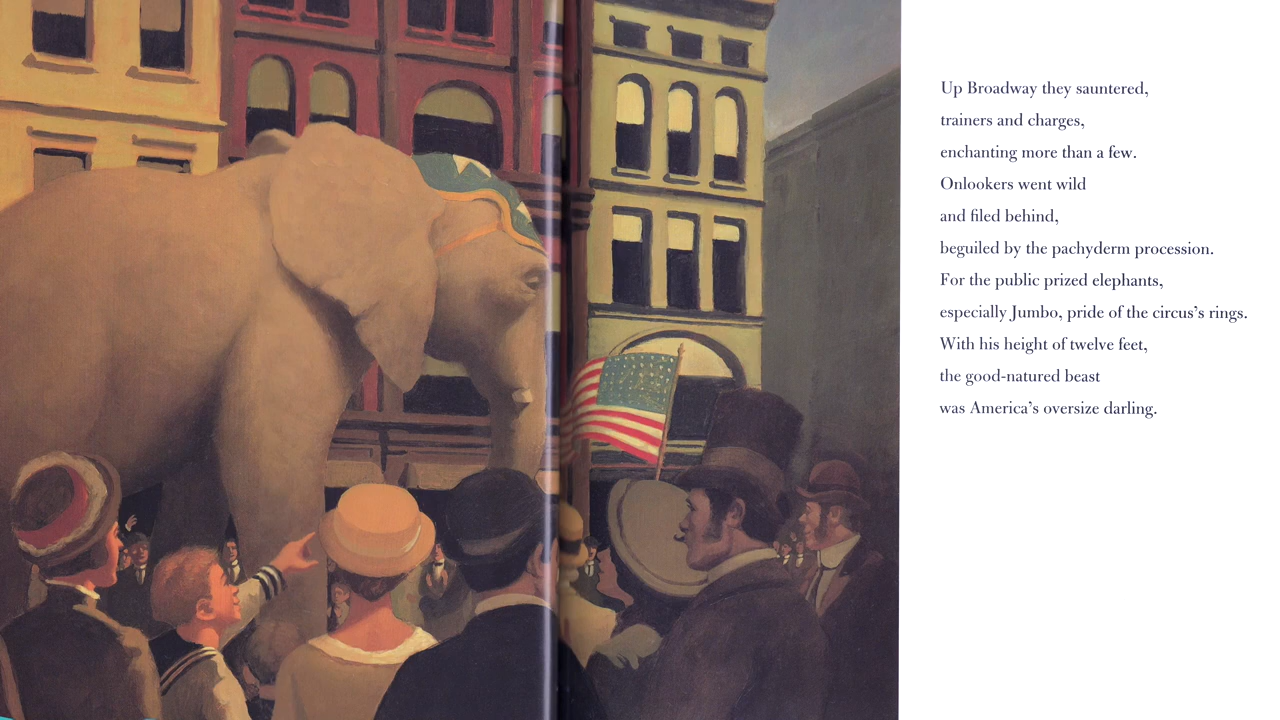 Up Broadway they sauntered,
trainers and charges,
enchanting more than a few.
Onlookers went wild
and filed behind,
beguiled by the pachyderm procession.
For the public prized elephants,
especially Jumbo, pride of the circus’s rings.
With his height of twelve feet,
the good-natured beast
was America’s oversize darling.